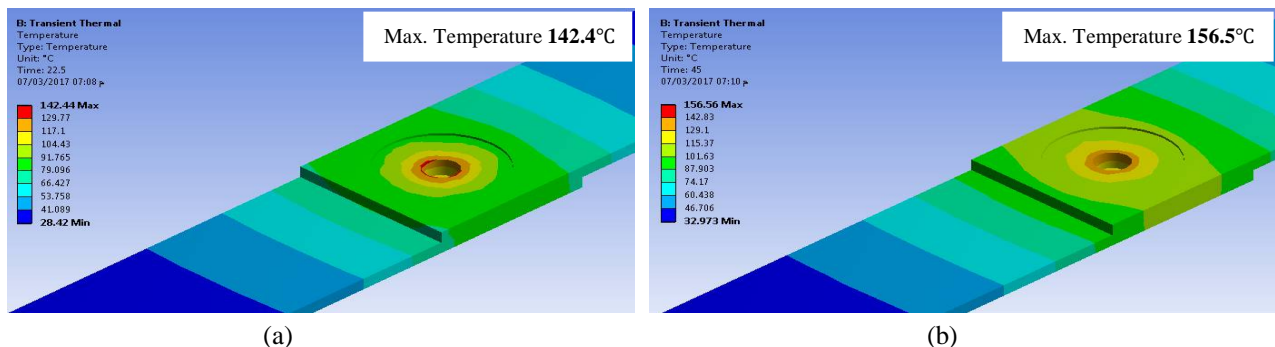 B: Transient Thermal
Temperature
Type: Temperature
Unit: °C
Time: 22.5
07/03/2017 07:08 م
142.44 Max
129.77
117.1
104.43
91.765
79.096
66.427
53.758
41.089
28.42 Min
Max. Temperature 142.4℃
(a)
B: Transient Thermal
Temperature
Type: Temperature
Unit: °C
Time: 45
07/03/2017 07:10 م
156.56 Max
142.83
129.1
115.37
101.63
87.903
74.17
60.438
46.706
32.973 Min
Max. Temperature 156.5℃
(b)